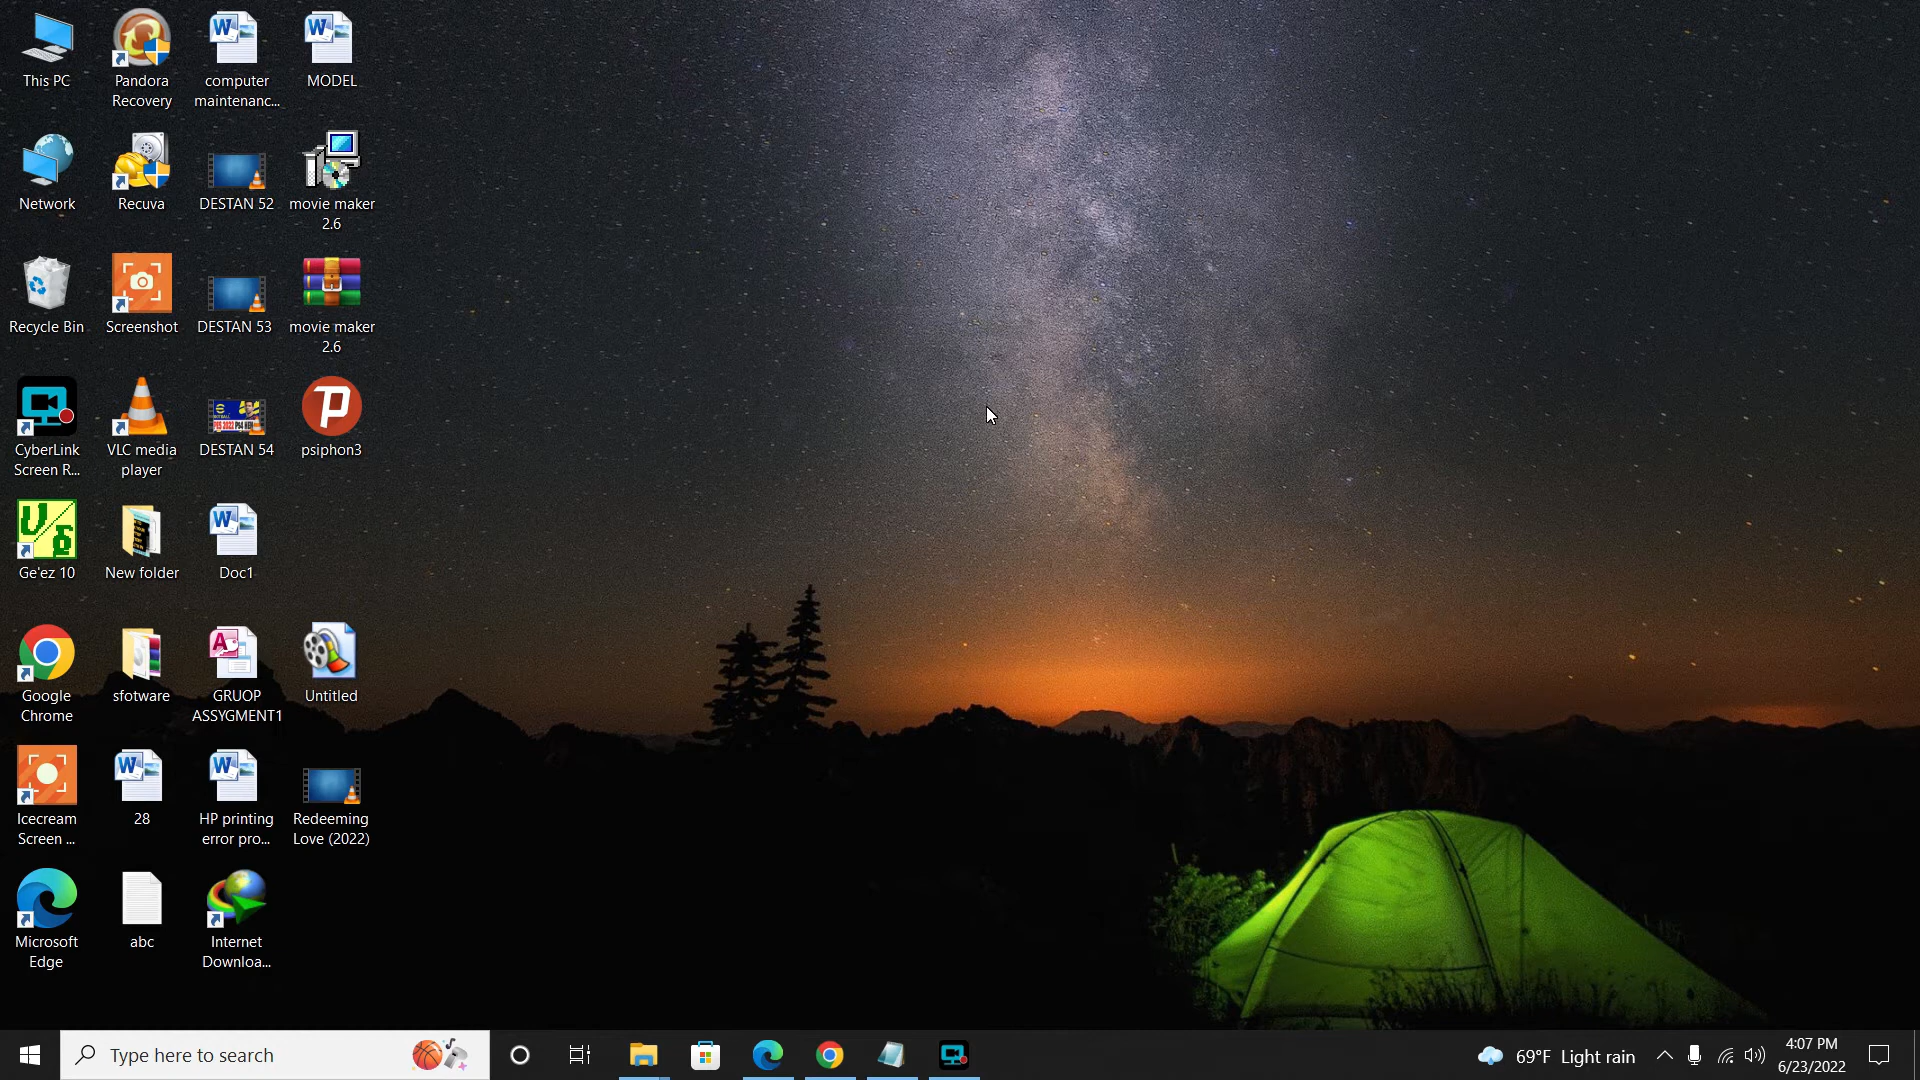 This PC
Pandora
Recovery
computer
maintenanc...
MODEL
Network
Recuva
DESTAN 52
movie maker
2.6
Recycle Bin
Screenshot
DESTAN 53
movie maker
2.6
CyberLink
Screen R...
VLC media
player
DESTAN 54
psiphon3
Ge'ez 10
New folder
Doc1
Google
Chrome
sfotware
GRUOP
ASSYGMENT1
Untitled
Icecream
Screen ...
28
HP printing
error pro...
Redeeming
Love (2022)
Microsoft
Edge
abc
Internet
Downloa...
Type here to search
69°F Light rain
4:07 PM
6/23/2022